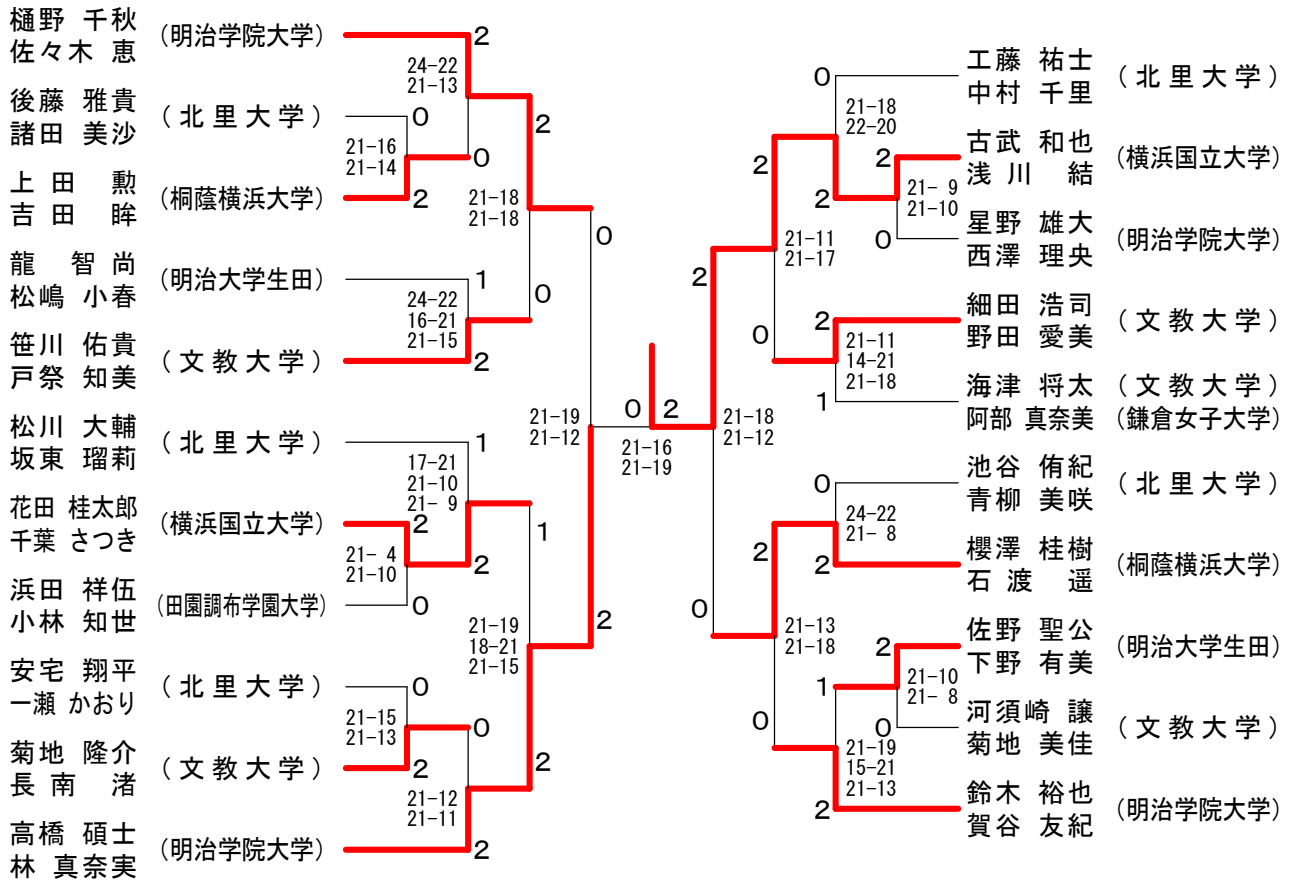 樋野 千秋
佐々木 恵
(明治学院大学)
2
24-22
21-13
後藤 雅貴
諸田 美沙
(北里大学)
0
21-16
21-14
0
2
上田 勲
吉田 眸
(桐蔭横浜大学)
2
21-18
21-18
0
龍 智尚
松嶋 小春
(明治大学生田)
1
24-22
16-21
21-15
0
笹川 佑貴
戸祭 知美
(文教大学)
2
松川 大輔
坂東 瑠莉
(北里大学)
1
17-21
21-10
21- 9
21-19
21-12
花田 桂太郎
千葉 さつき
(横浜国立大学)
2
21- 4
21-10
2
1
浜田 祥伍
小林 知世
(田園調布学園大学)
0
21-19
18-21
21-15
2
安宅 翔平
一瀬 かおり
(北里大学)
0
21-15
21-13
0
菊地 隆介
長南 渚
(文教大学)
2
21-12
21-11
2
高橋 碩士
林 真奈実
(明治学院大学)
2
0 2
21-16
21-19
工藤 祐士
中村 千里
(北里大学)
0
21-18
22-20
古武 和也
浅川 結
(横浜国立大学)
2
21- 9
21-10
2
2
星野 雄大
西澤 理央
(明治学院大学)
0
21-11
21-17
2
細田 浩司
野田 愛美
(文教大学)
2
21-11
14-21
21-18
0
海津 将太
阿部 真奈美
(文教大学)
(鎌倉女子大学)
1
21-18
21-12
池谷 侑紀
青柳 美咲
(北里大学)
0
24-22
21- 8
2
櫻澤 桂樹
石渡 遥
(桐蔭横浜大学)
2
0
21-13
21-18
佐野 聖公
下野 有美
(明治大学生田)
2
21-10
21- 8
1
0
河須崎 譲
菊地 美佳
(文教大学)
0
21-19
15-21
21-13
鈴木 裕也
賀谷 友紀
(明治学院大学)
2